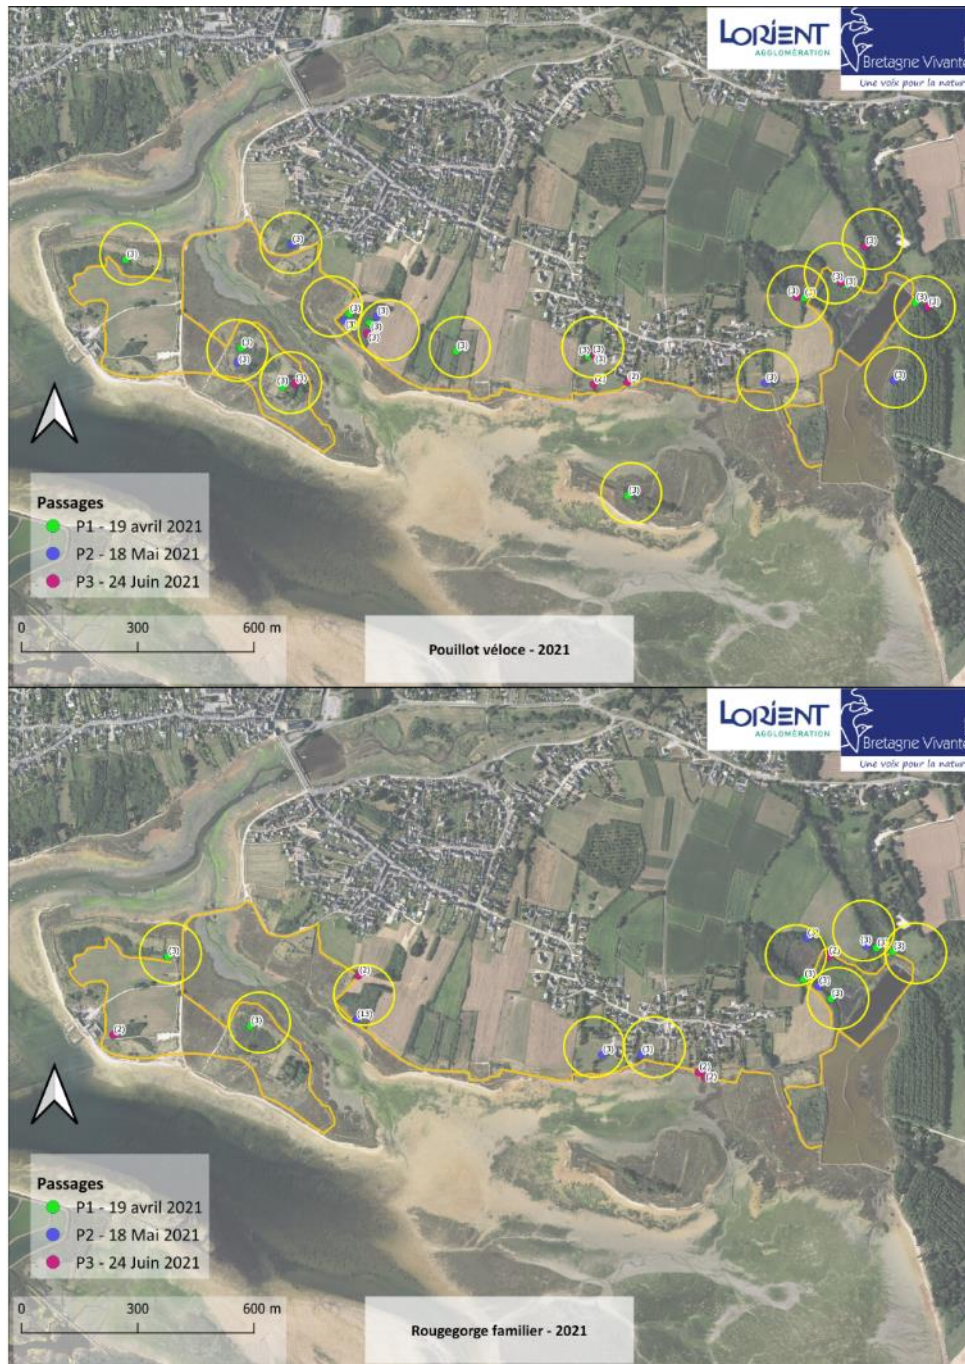 LORIENT
AGGLOMÉRATION
Bretagne Vivante
Une voix pour la natur
Passages
P1 - 19 avril 2021
P2 - 18 Mai 2021
P3 - 24 Juin 2021
0 300 600 m
Pouillot véloce - 2021
LORIENT
AGGLOMÉRATION
Bretagne Vivante
Une voix pour la natur
Passages
P1 - 19 avril 2021
P2 - 18 Mai 2021
P3 - 24 Juin 2021
0 300 600 m
Rougegorge familier - 2021